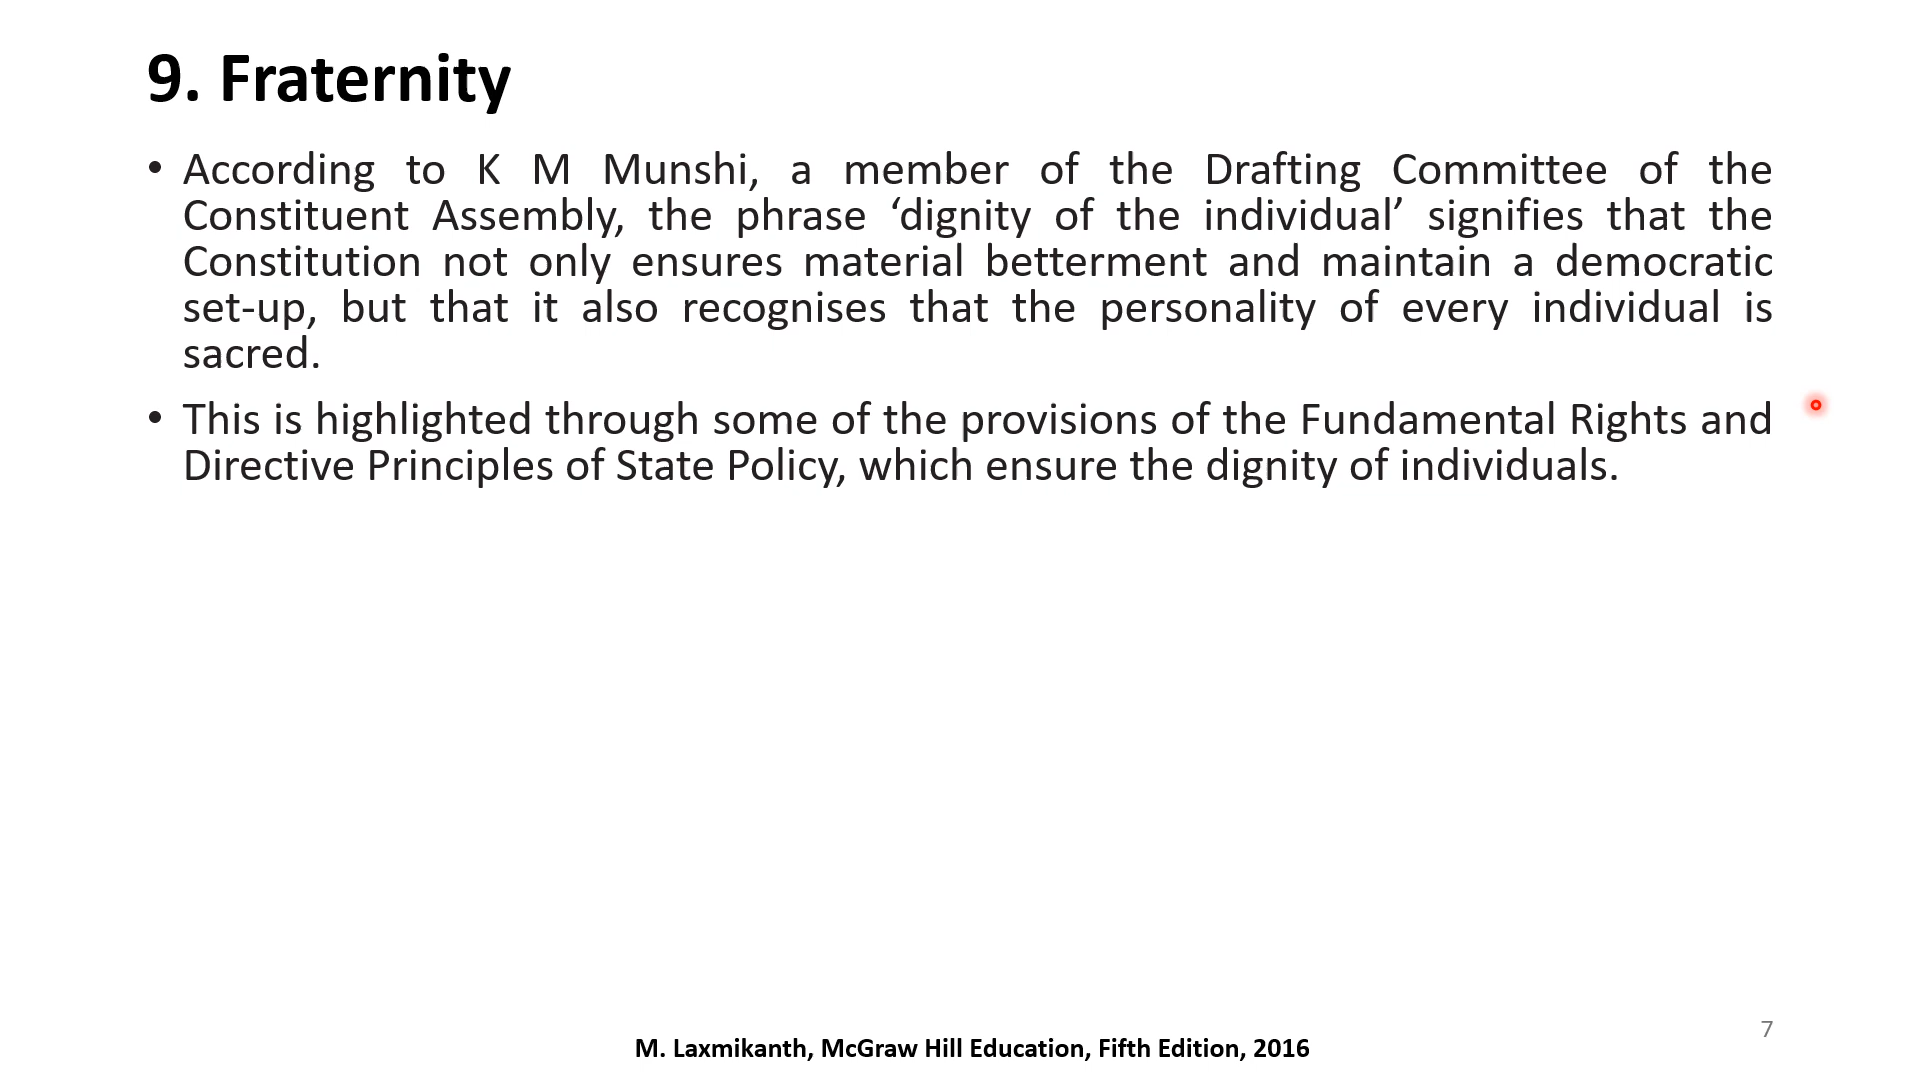 9. Fraternity
• According to K M Munshi, a member of the Drafting Committee of the
Constituent Assembly, the phrase ‘dignity of the individual’ signifies that the
Constitution not only ensures material betterment and maintain a democratic
set-up, but that it also recognises that the personality of every individual is
sacred.
• This is highlighted through some of the provisions of the Fundamental Rights and
Directive Principles of State Policy, which ensure the dignity of individuals.
7
M. Laxmikanth, McGraw Hill Education, Fifth Edition, 2016